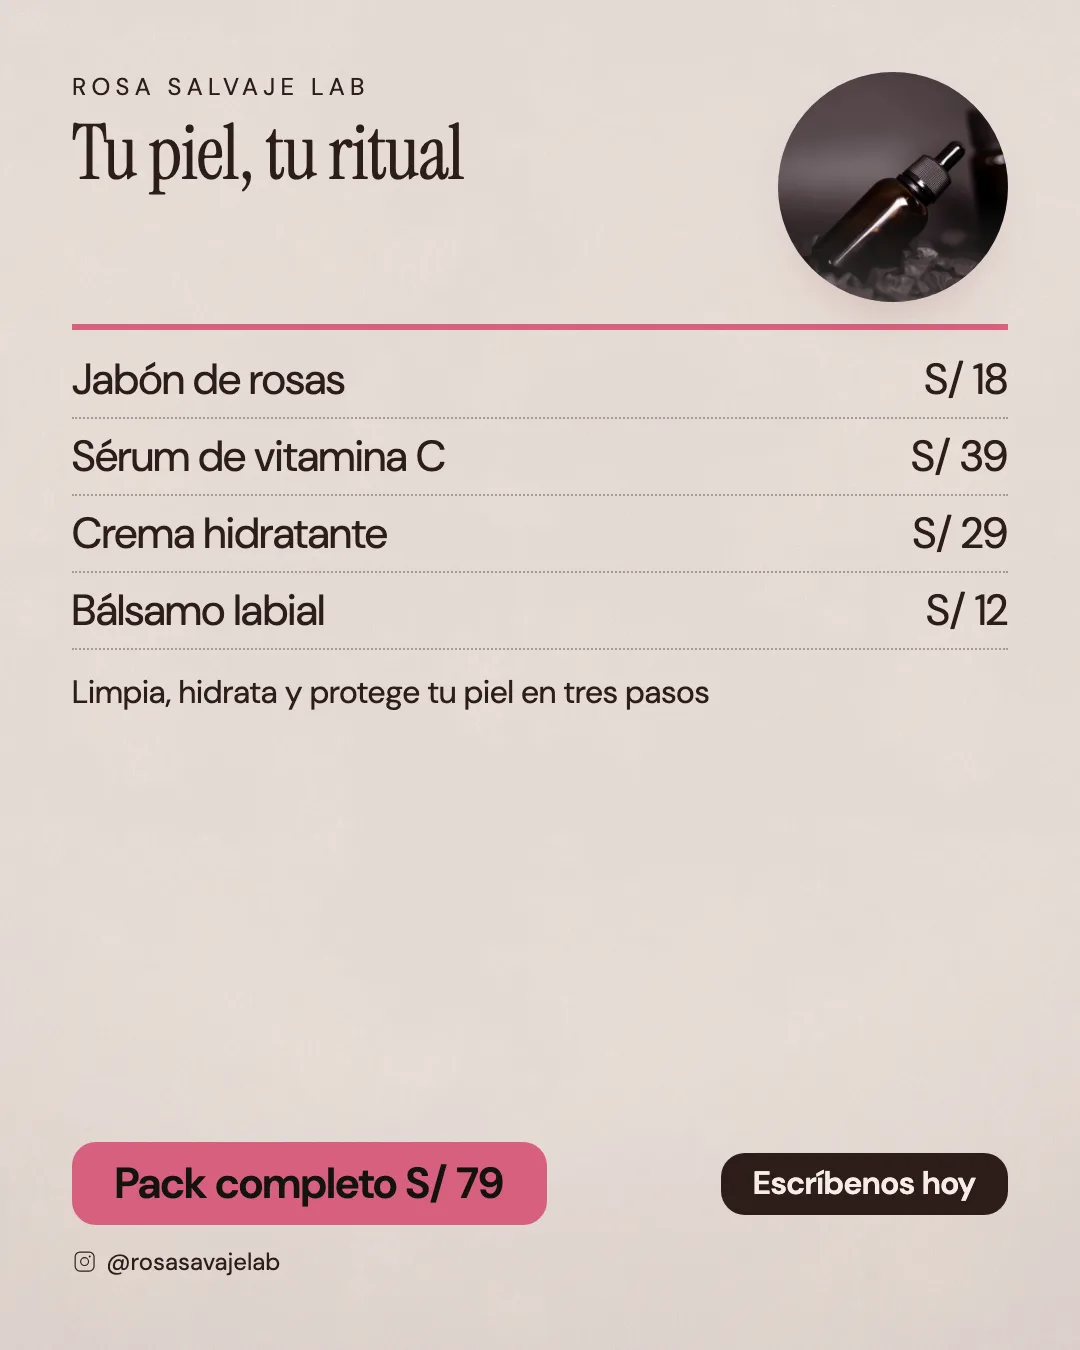 ROSA SALVAJE LAB
Tu piel, tu ritual
Jabón de rosas S/ 18
Sérum de vitamina C S/ 39
Crema hidratante S/ 29
Bálsamo labial S/ 12
Limpia, hidrata y protege tu piel en tres pasos
Pack completo S/ 79
Escríbenos hoy
@rosasavajelab